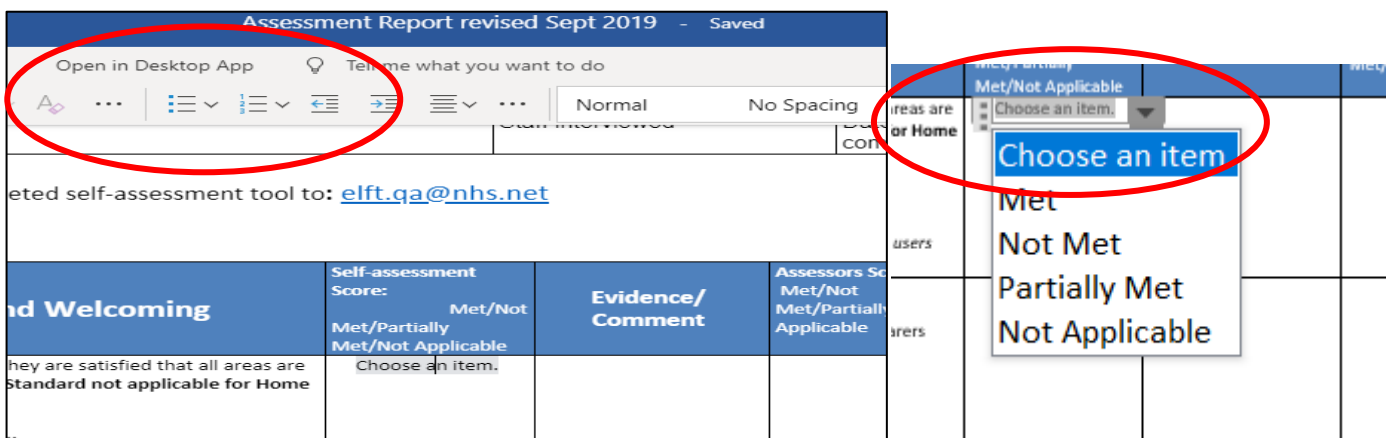 Assessment Report revised Sept 2019 - Saved
Open in Desktop App Tell me what you want to do
Normal No Spacing
Staff Interviewed
eted self-assessment tool to: elft.qa@nhs.net
nd Welcoming
Self-assessment
Score:
Met/Not
Met/Partially
Met/Not Applicable
Evidence/
Comment
Assessors Sc
Met/Not
Met/Partially
Applicable
hey are satisfied that all areas are
Standard not applicable for Home
Choose an item.
Met/Partially
Met/Not Applicable
areas are
or Home
users
arers
Choose an item.
Choose an item
Met
Not Met
Partially Met
Not Applicable